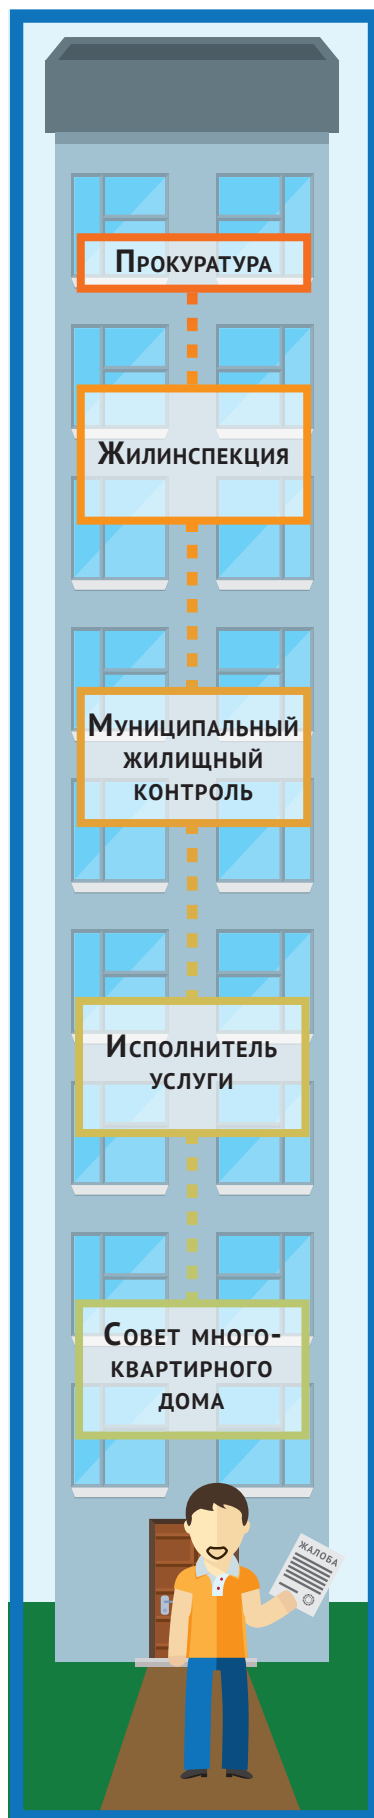 Прокуратура
Жилинспекция
Муниципальный
жилищный
контроль
Исполнитель
услуги
Совет много-
квартирного
дома
ЖАЛОБА